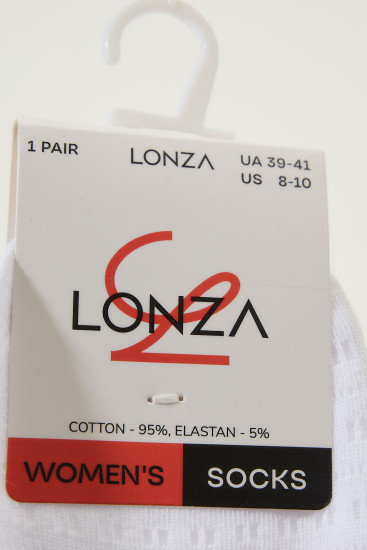 1 PAIR LONZA UA 39-41
US 8-10
LONZA
COTTON - 95%, ELASTAN - 5%
WOMEN'S SOCKS